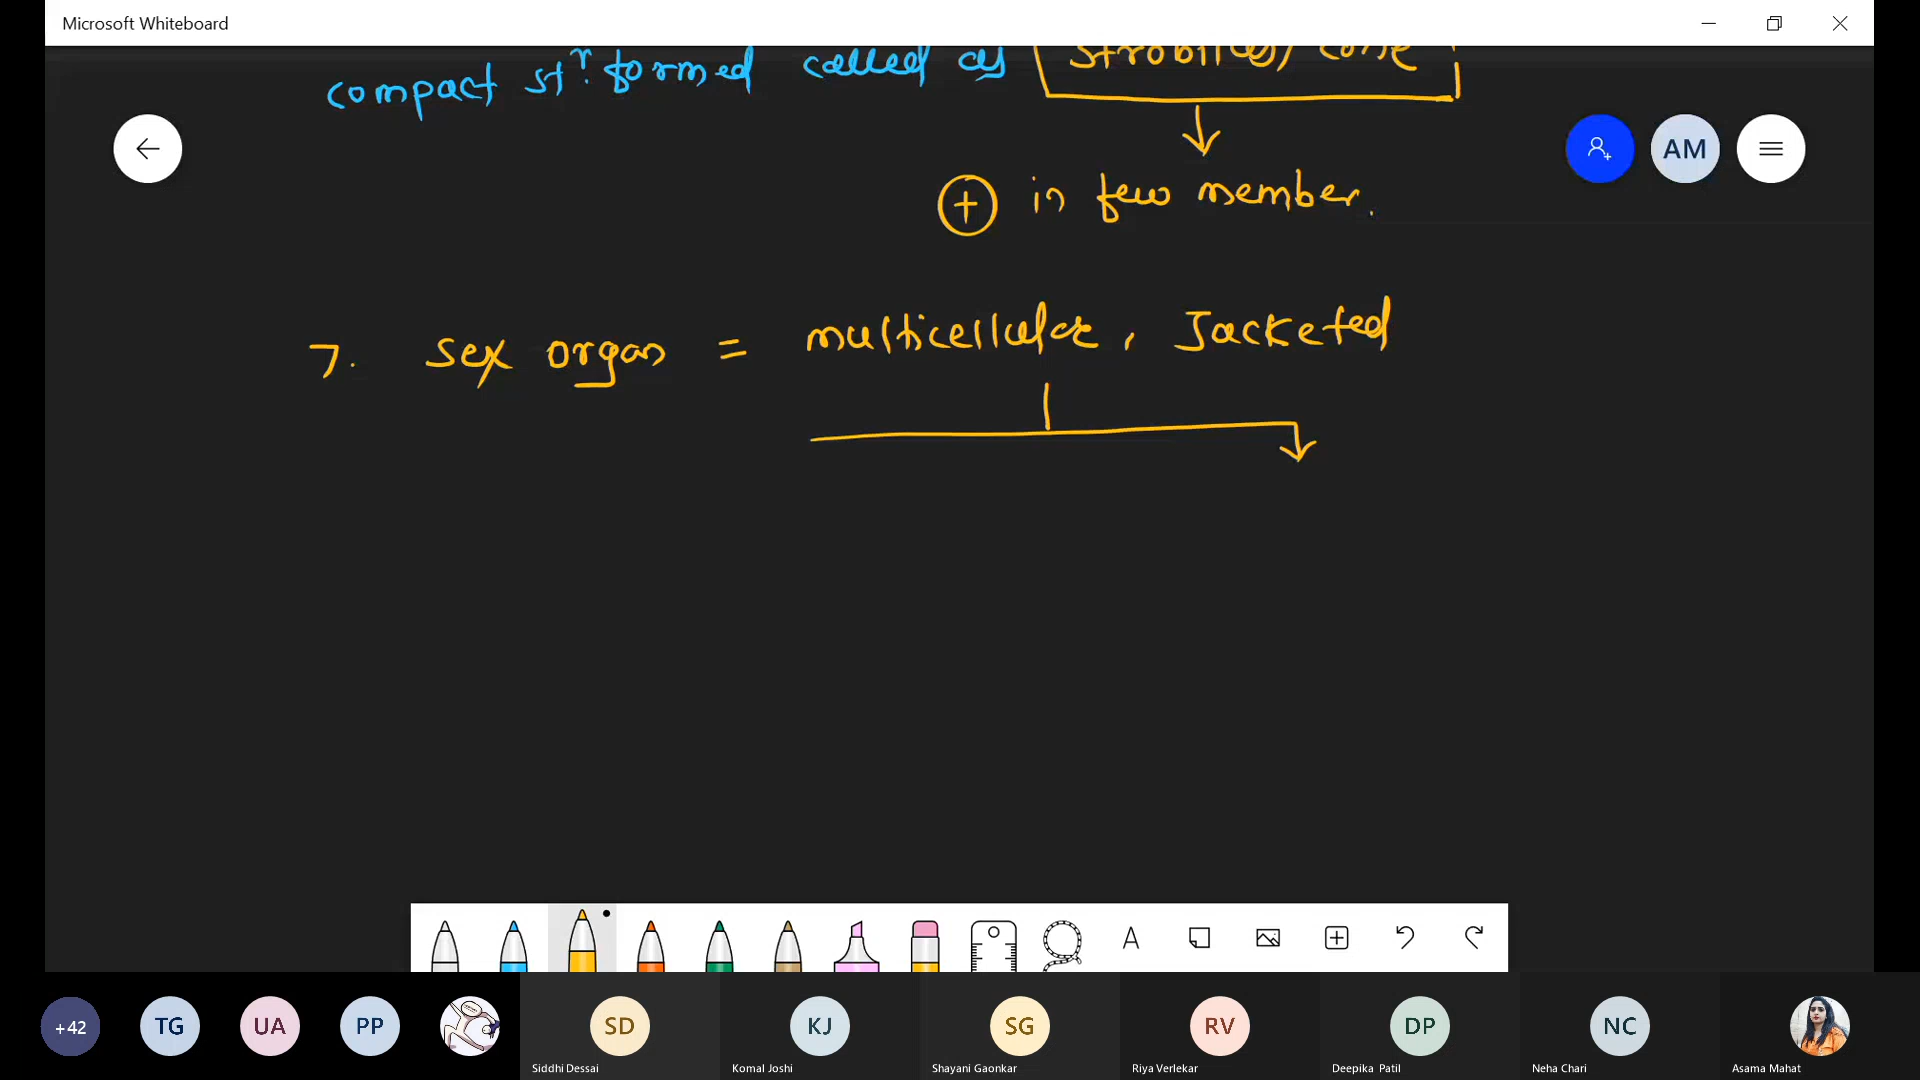 Microsoft Whiteboard
compact str. formed called as strobilus/cone
+ in few member.
AM
7. sex organ = multicellular, Jacketed
A
+42 TG UA PP SD KJ SG RV DP NC
Siddhi Dessai Komal Joshi Shayani Gaonkar Riya Verlekar Deepika Patil Neha Chari Asama Mahat